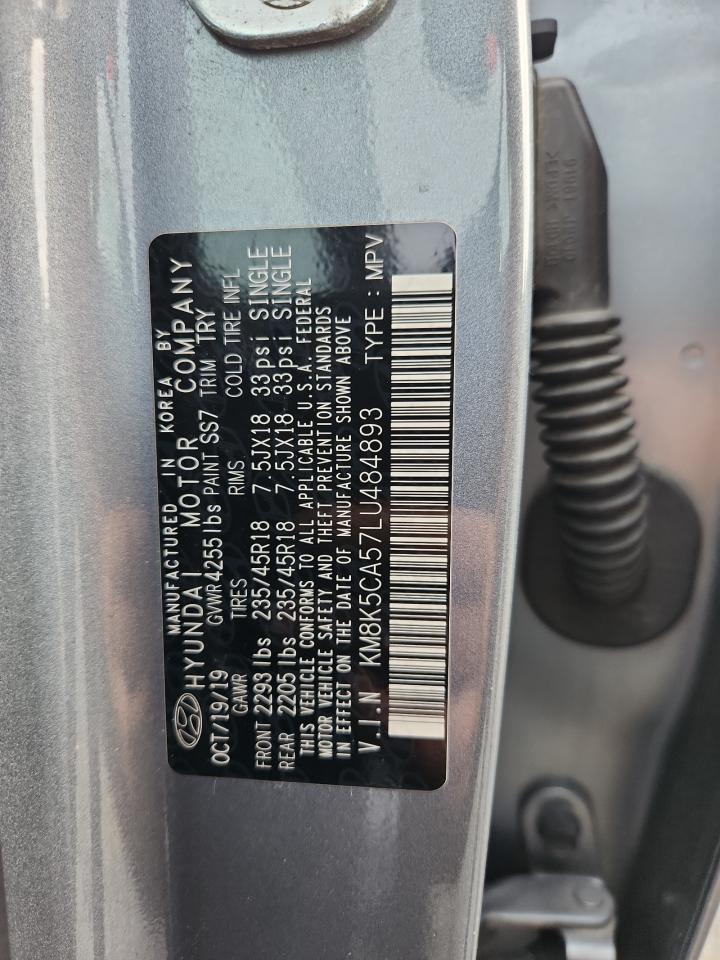 MANUFACTURED IN KOREA BY
HYUNDAI MOTOR COMPANY
OCT/19/19 GVWR 4255 lbs PAINT SS7 TRIM TRY
GAWR TIRES RIMS COLD TIRE INFL
FRONT 2293 lbs 235/45R18 7.5JX18 33psi SINGLE
REAR 2205 lbs 235/45R18 7.5JX18 33psi SINGLE
THIS VEHICLE CONFORMS TO ALL APPLICABLE U.S.A. FEDERAL
MOTOR VEHICLE SAFETY AND THEFT PREVENTION STANDARDS
IN EFFECT ON THE DATE OF MANUFACTURE SHOWN ABOVE
V.I.N KM8K5CA57LU484893 TYPE : MPV